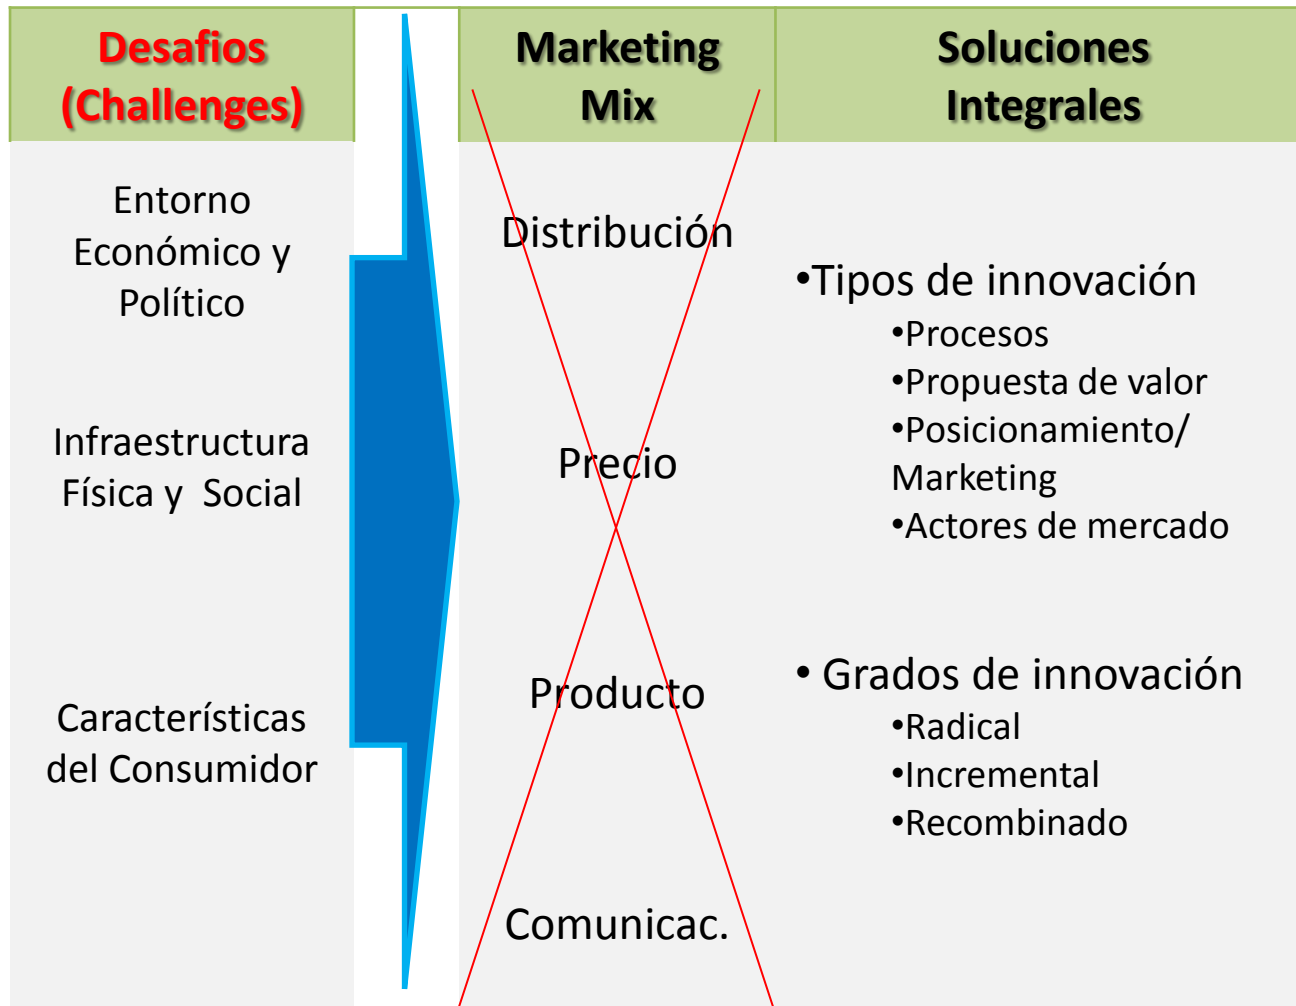 Desafios
(Challenges)
Marketing
Mix
Soluciones
Integrales
Entorno
Económico y
Político
Infraestructura
Física y  Social
Características
del Consumidor
Distribución
Precio
Producto
Comunicac.
•Tipos de innovación
•Procesos
•Propuesta de valor
•Posicionamiento/
Marketing
•Actores de mercado
• Grados de innovación
•Radical
•Incremental
•Recombinado